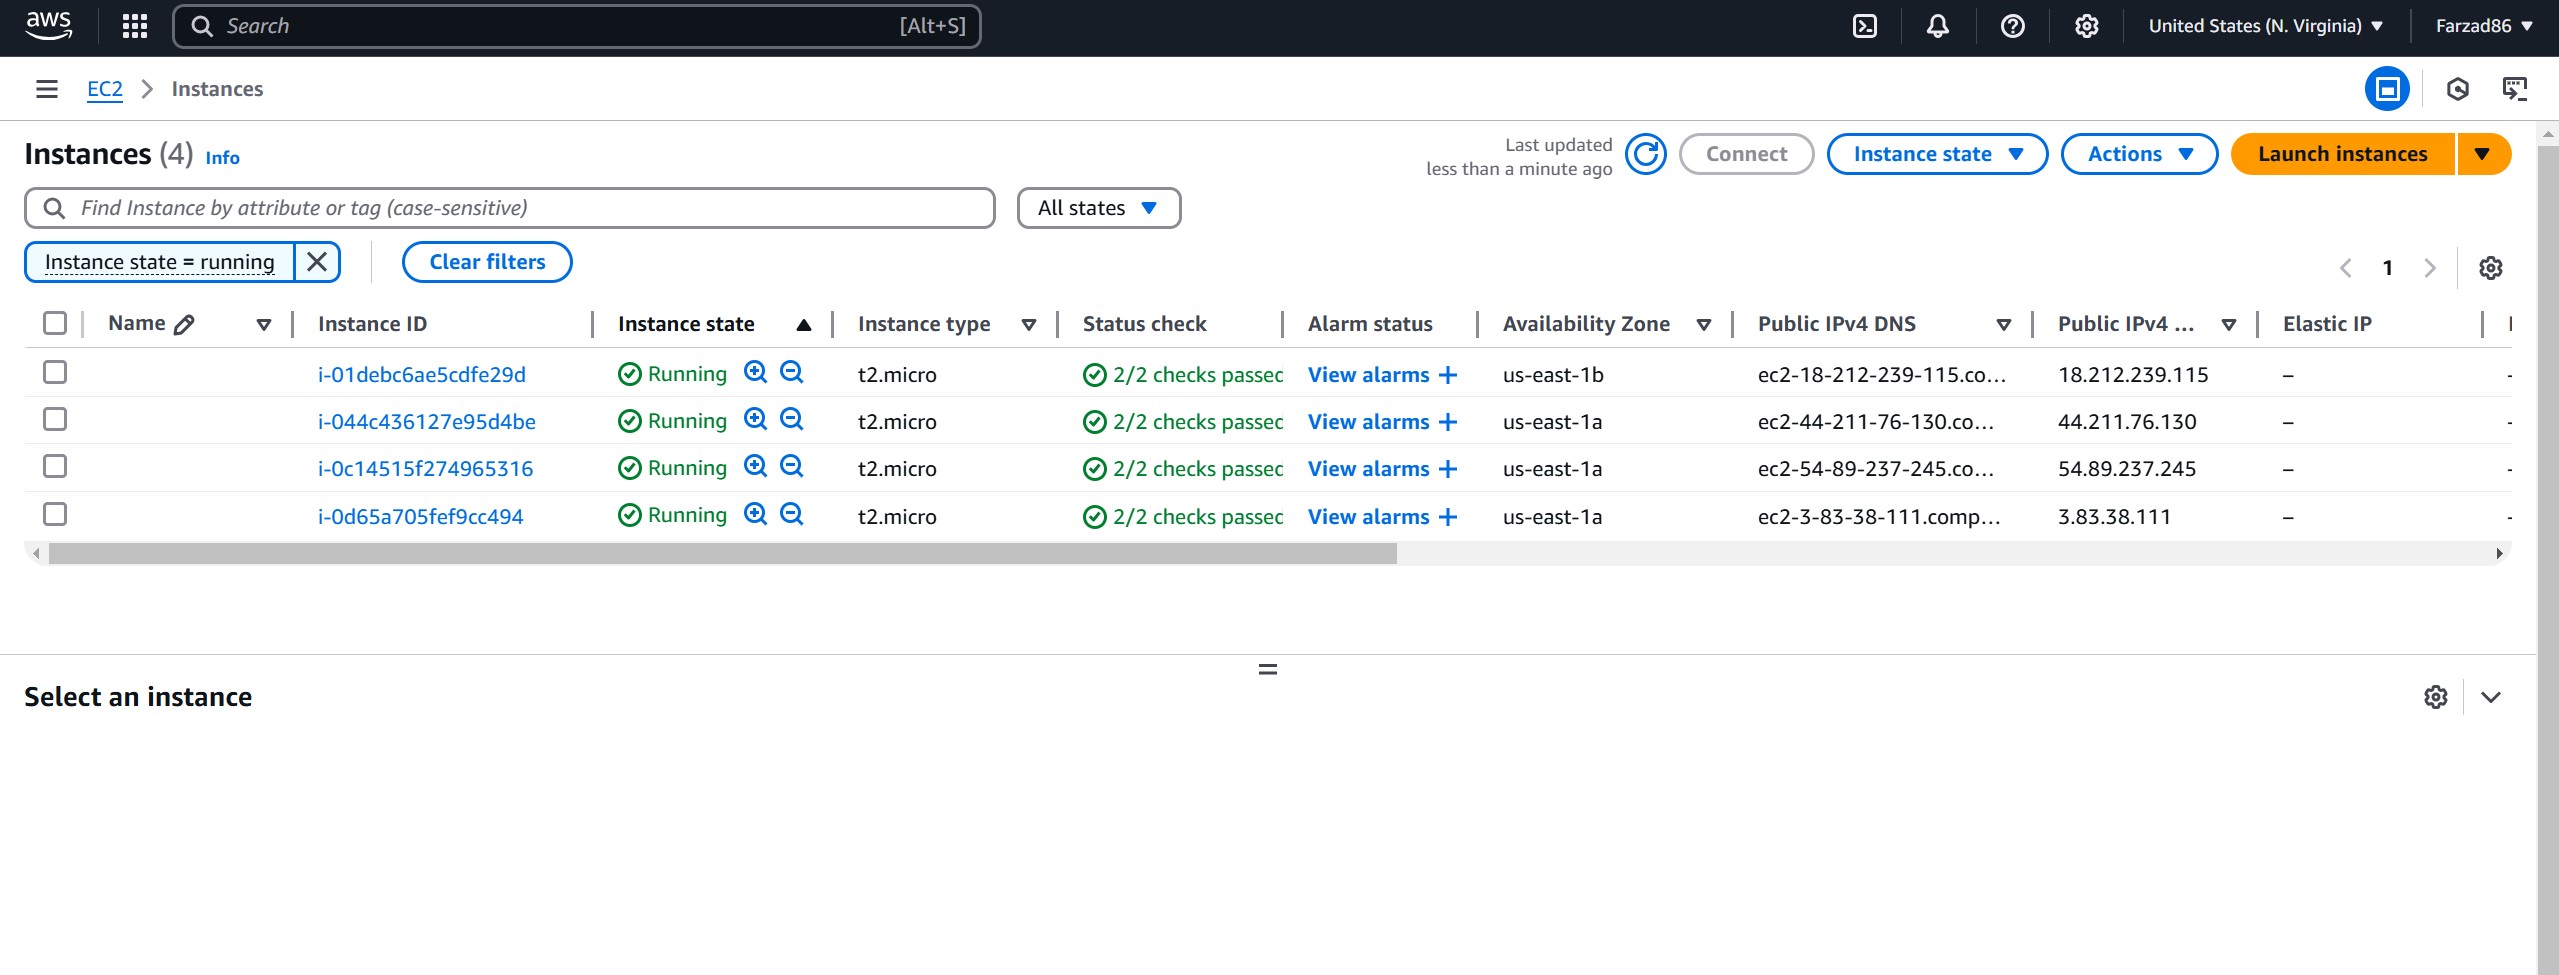 aws Search [Alt+S] United States (N. Virginia) Farzad86
EC2 Instances
Instances (4) Info
Last updated
less than a minute ago
Connect Instance state Actions Launch instances
Find Instance by attribute or tag (case-sensitive) All states
Instance state = running Clear filters
1
Name Instance ID Instance state Instance type Status check Alarm status Availability Zone Public IPv4 DNS Public IPv4 ... Elastic IP
i-01debc6ae5cdfe29d Running t2.micro 2/2 checks passed View alarms + us-east-1b ec2-18-212-239-115.co... 18.212.239.115 –
i-044c436127e95d4be Running t2.micro 2/2 checks passed View alarms + us-east-1a ec2-44-211-76-130.co... 44.211.76.130 –
i-0c14515f274965316 Running t2.micro 2/2 checks passed View alarms + us-east-1a ec2-54-89-237-245.co... 54.89.237.245 –
i-0d65a705fef9cc494 Running t2.micro 2/2 checks passed View alarms + us-east-1a ec2-3-83-38-111.comp... 3.83.38.111 –
Select an instance